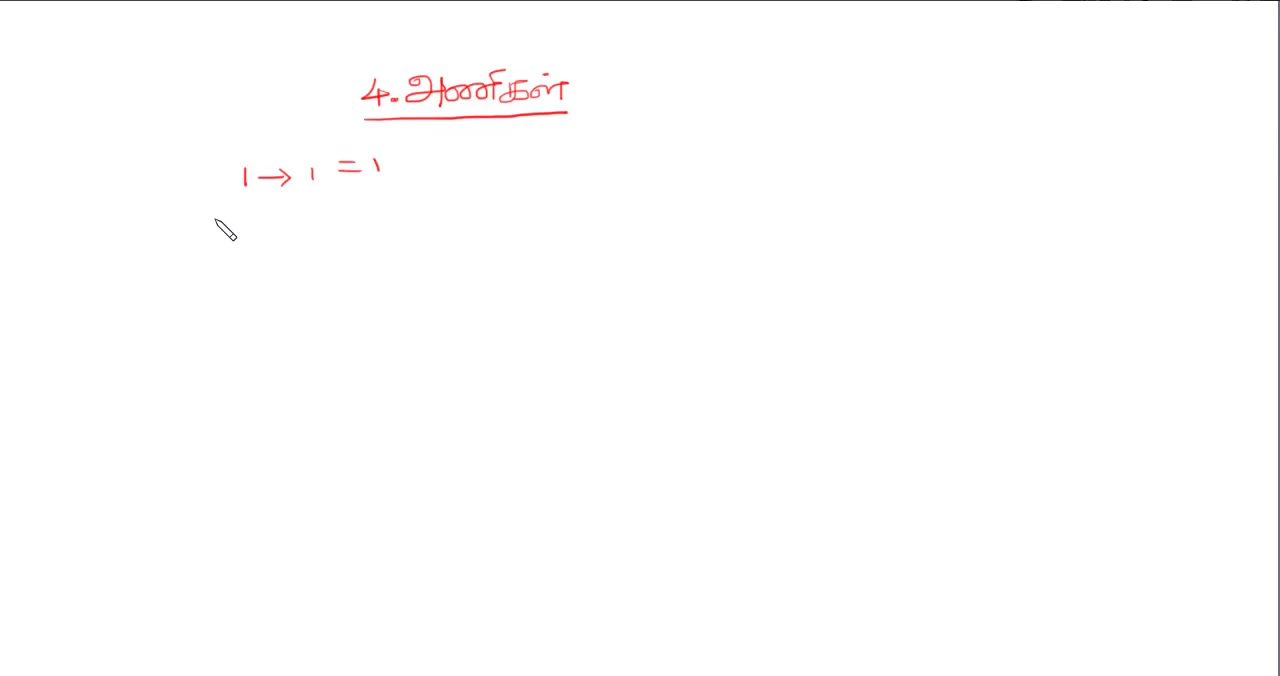 4. அணிகள்
1 → 1 = 1